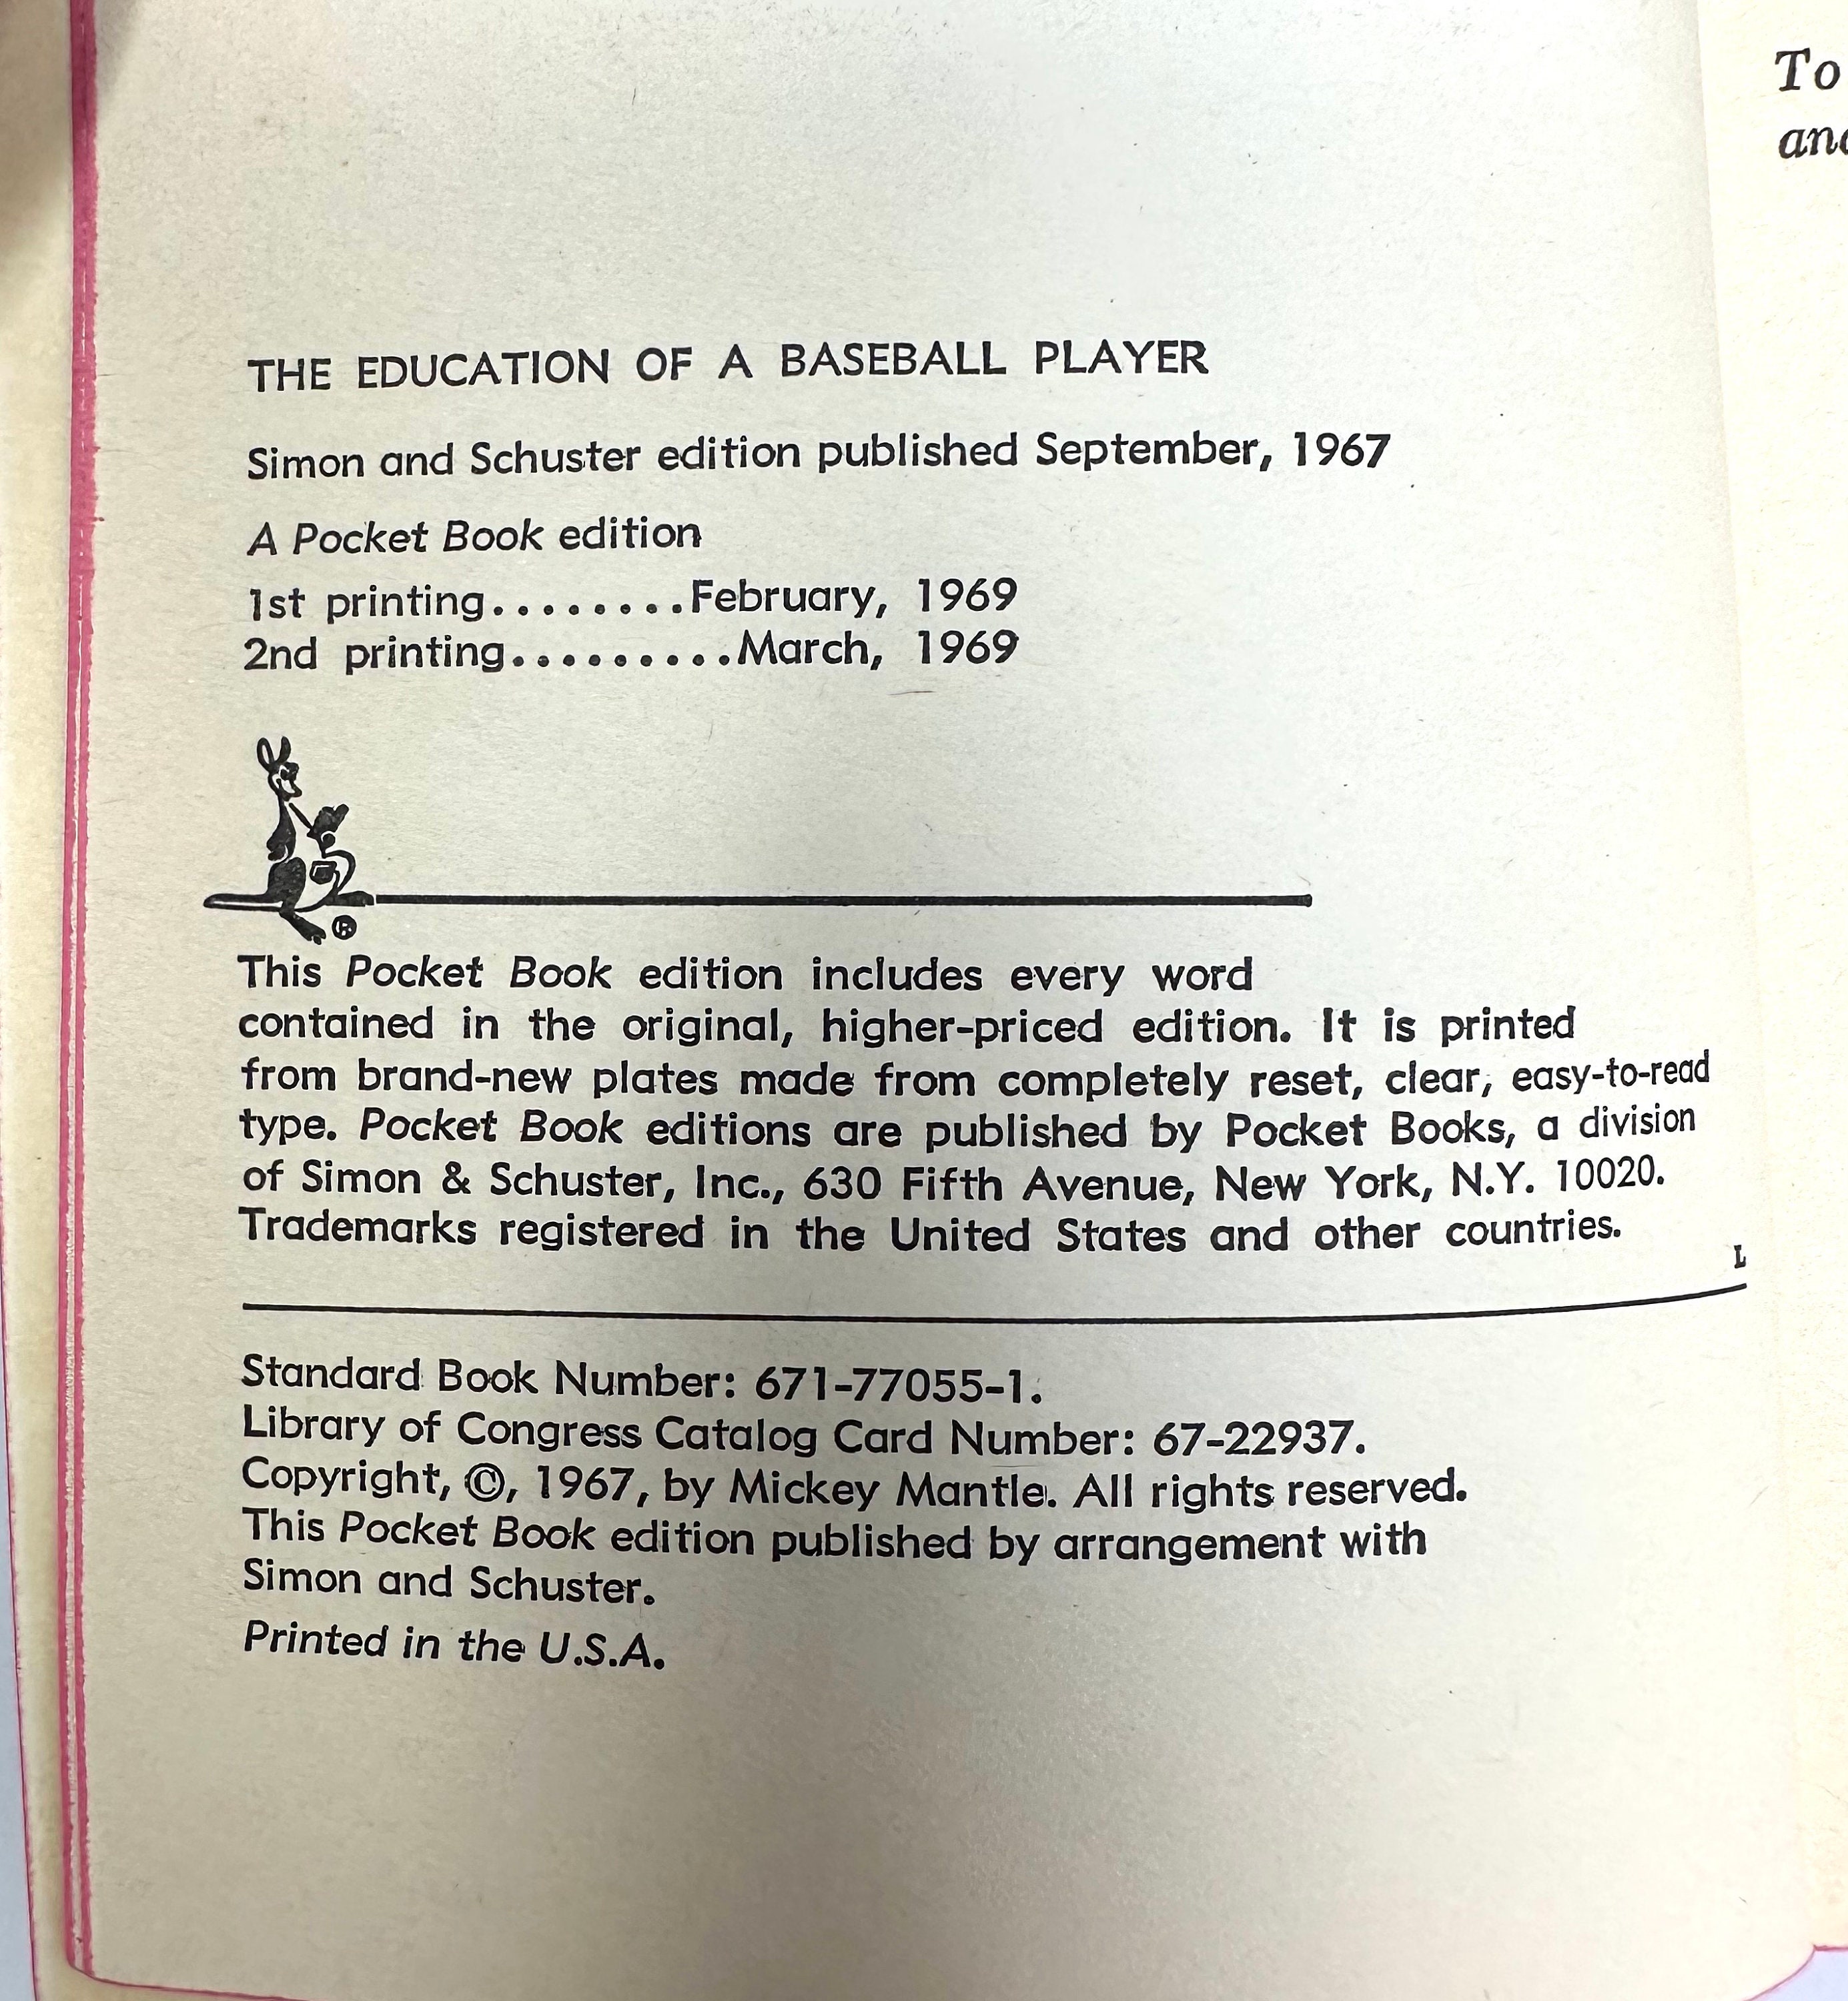 To
and
THE EDUCATION OF A BASEBALL PLAYER
Simon and Schuster edition published September, 1967
A Pocket Book edition
1st printing........February, 1969
2nd printing.........March, 1969
®
This Pocket Book edition includes every word
contained in the original, higher-priced edition. It is printed
from brand-new plates made from completely reset, clear, easy-to-read
type. Pocket Book editions are published by Pocket Books, a division
of Simon & Schuster, Inc., 630 Fifth Avenue, New York, N.Y. 10020.
Trademarks registered in the United States and other countries.
L
Standard Book Number: 671-77055-1.
Library of Congress Catalog Card Number: 67-22937.
Copyright, ©, 1967, by Mickey Mantle. All rights reserved.
This Pocket Book edition published by arrangement with
Simon and Schuster.
Printed in the U.S.A.